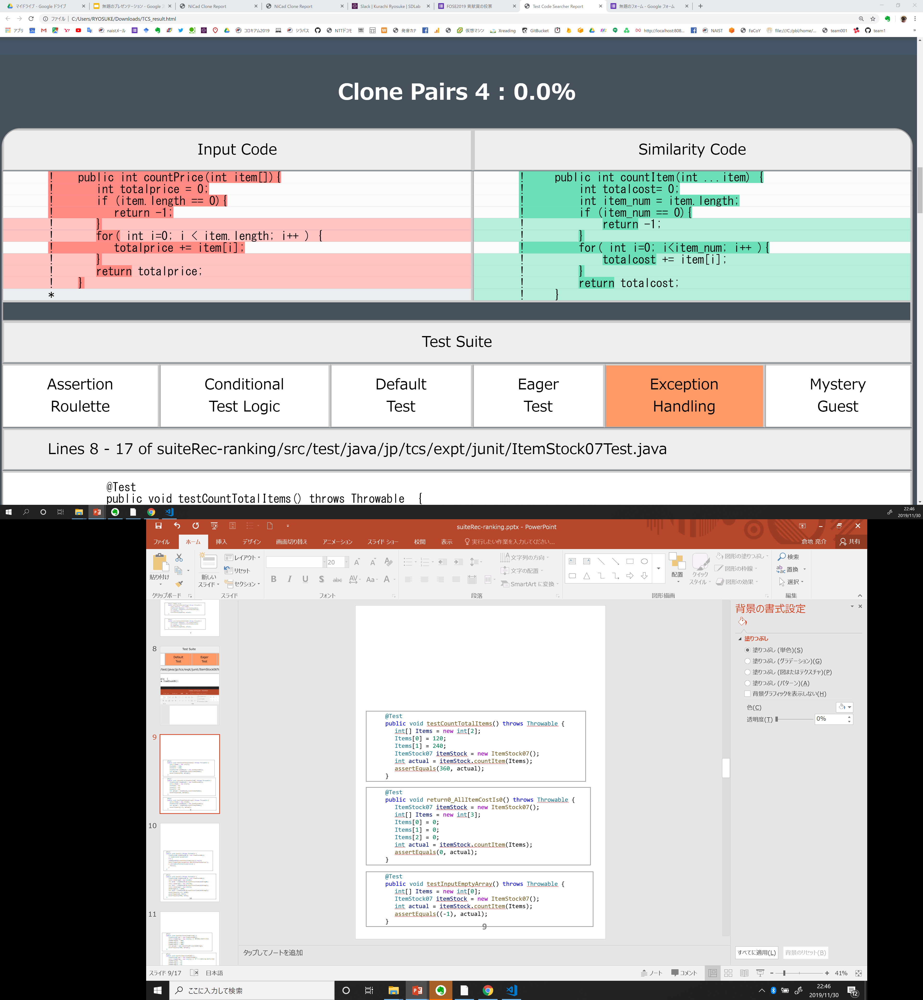 マイドライブ - Google ドライブ
無題のプレゼンテーション - Google ス
NiCad Clone Report
NiCad Clone Report
Slack | Kurachi Ryosuke | SDLab
FOSE2019 貢献賞の投票
Test Code Searcher Report
無題のフォーム - Google フォーム
ファイル | C:/Users/RYOSUKE/Downloads/TCS_result.html
アプリ naistメール コロキアム2019 シラバス NTTドコモ 発音カナ 仮想マシン Xreading GitBucket http://localhost:808... NAIST FaCoY file:///C:/pbl/home/... team001 team1
Clone Pairs 4 : 0.0%
Input Code
! public int countPrice(int item[]){
! int totalprice = 0;
! if (item.length == 0){
! return -1;
! }
! for( int i=0; i < item.length; i++ ) {
! totalprice += item[i];
! }
! return totalprice;
! }
*
Similarity Code
! public int countItem(int ...item) {
! int totalcost= 0;
! int item_num = item.length;
! if (item_num == 0){
! return -1;
! }
! for( int i=0; i<item_num; i++ ){
! totalcost += item[i];
! }
! return totalcost;
! }
Test Suite
Assertion Roulette
Conditional Test Logic
Default Test
Eager Test
Exception Handling
Mystery Guest
Lines 8 - 17 of suiteRec-ranking/src/test/java/jp/tcs/expt/junit/ItemStock07Test.java
@Test
public void testCountTotalItems() throws Throwable {
22:46
2019/11/30
suiteRec-ranking.pptx - PowerPoint
ファイル ホーム 挿入 デザイン 画面切り替え アニメーション スライド ショー 校閲 表示 実行したい作業を入力してください... 倉地 亮介 共有
貼り付け
クリップボード
新しい
スライド
レイアウト
リセット
セクション
スライド
20
B I U S abc AV Aa A
フォント
文字列の方向
文字の配置
SmartArt に変換
段落
配置
クイック
スタイル
図形の塗りつぶし
図形の枠線
図形の効果
図形描画
検索
置換
選択
編集
8
Test Suite
Default Test
Eager Test
9
10
11
@Test
public void testCountTotalItems() throws Throwable {
int[] Items = new int[2];
Items[0] = 120;
Items[1] = 240;
ItemStock07 itemStock = new ItemStock07();
int actual = itemStock.countItem(Items);
assertEquals(360, actual);
}
@Test
public void return0_AllItemCostIs0() throws Throwable {
ItemStock07 itemStock = new ItemStock07();
int[] Items = new int[3];
Items[0] = 0;
Items[1] = 0;
Items[2] = 0;
int actual = itemStock.countItem(Items);
assertEquals(0, actual);
}
@Test
public void testInputEmptyArray() throws Throwable {
int[] Items = new int[0];
ItemStock07 itemStock = new ItemStock07();
int actual = itemStock.countItem(Items);
assertEquals((-1), actual);
}
9
背景の書式設定
塗りつぶし
塗りつぶし (単色)(S)
塗りつぶし (グラデーション)(G)
塗りつぶし (図またはテクスチャ)(P)
塗りつぶし (パターン)(A)
背景グラフィックを表示しない(H)
色(C)
透明度(T) 0%
すべてに適用(L) 背景のリセット(B)
タップしてノートを追加
スライド 9/17 日本語
ノート コメント 41%
ここに入力して検索
22:46
2019/11/30
12